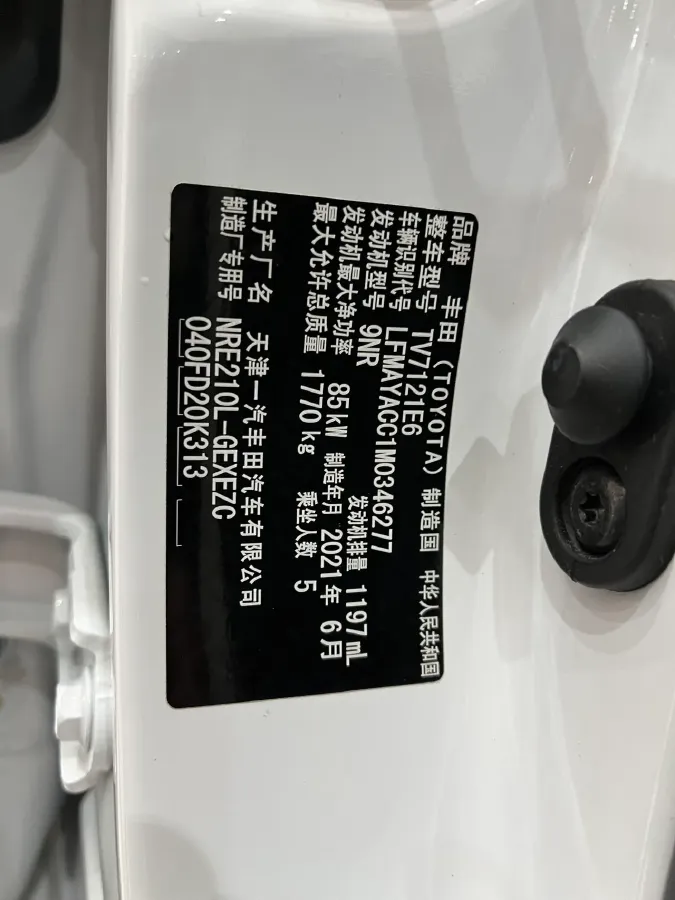 品牌 丰田 (TOYOTA) 制造国 中华人民共和国
整车型号 TV7121E6
车辆识别代号 LFMAYACC1M0346277
发动机型号 9NR 发动机排量 1197 mL
发动机最大净功率 85kW 制造年月 2021年 6月
最大允许总质量 1770kg 乘坐人数 5
生产厂名 天津一汽丰田汽车有限公司
制造厂专用号 NRE210L-GEXEZC
040FD20K313